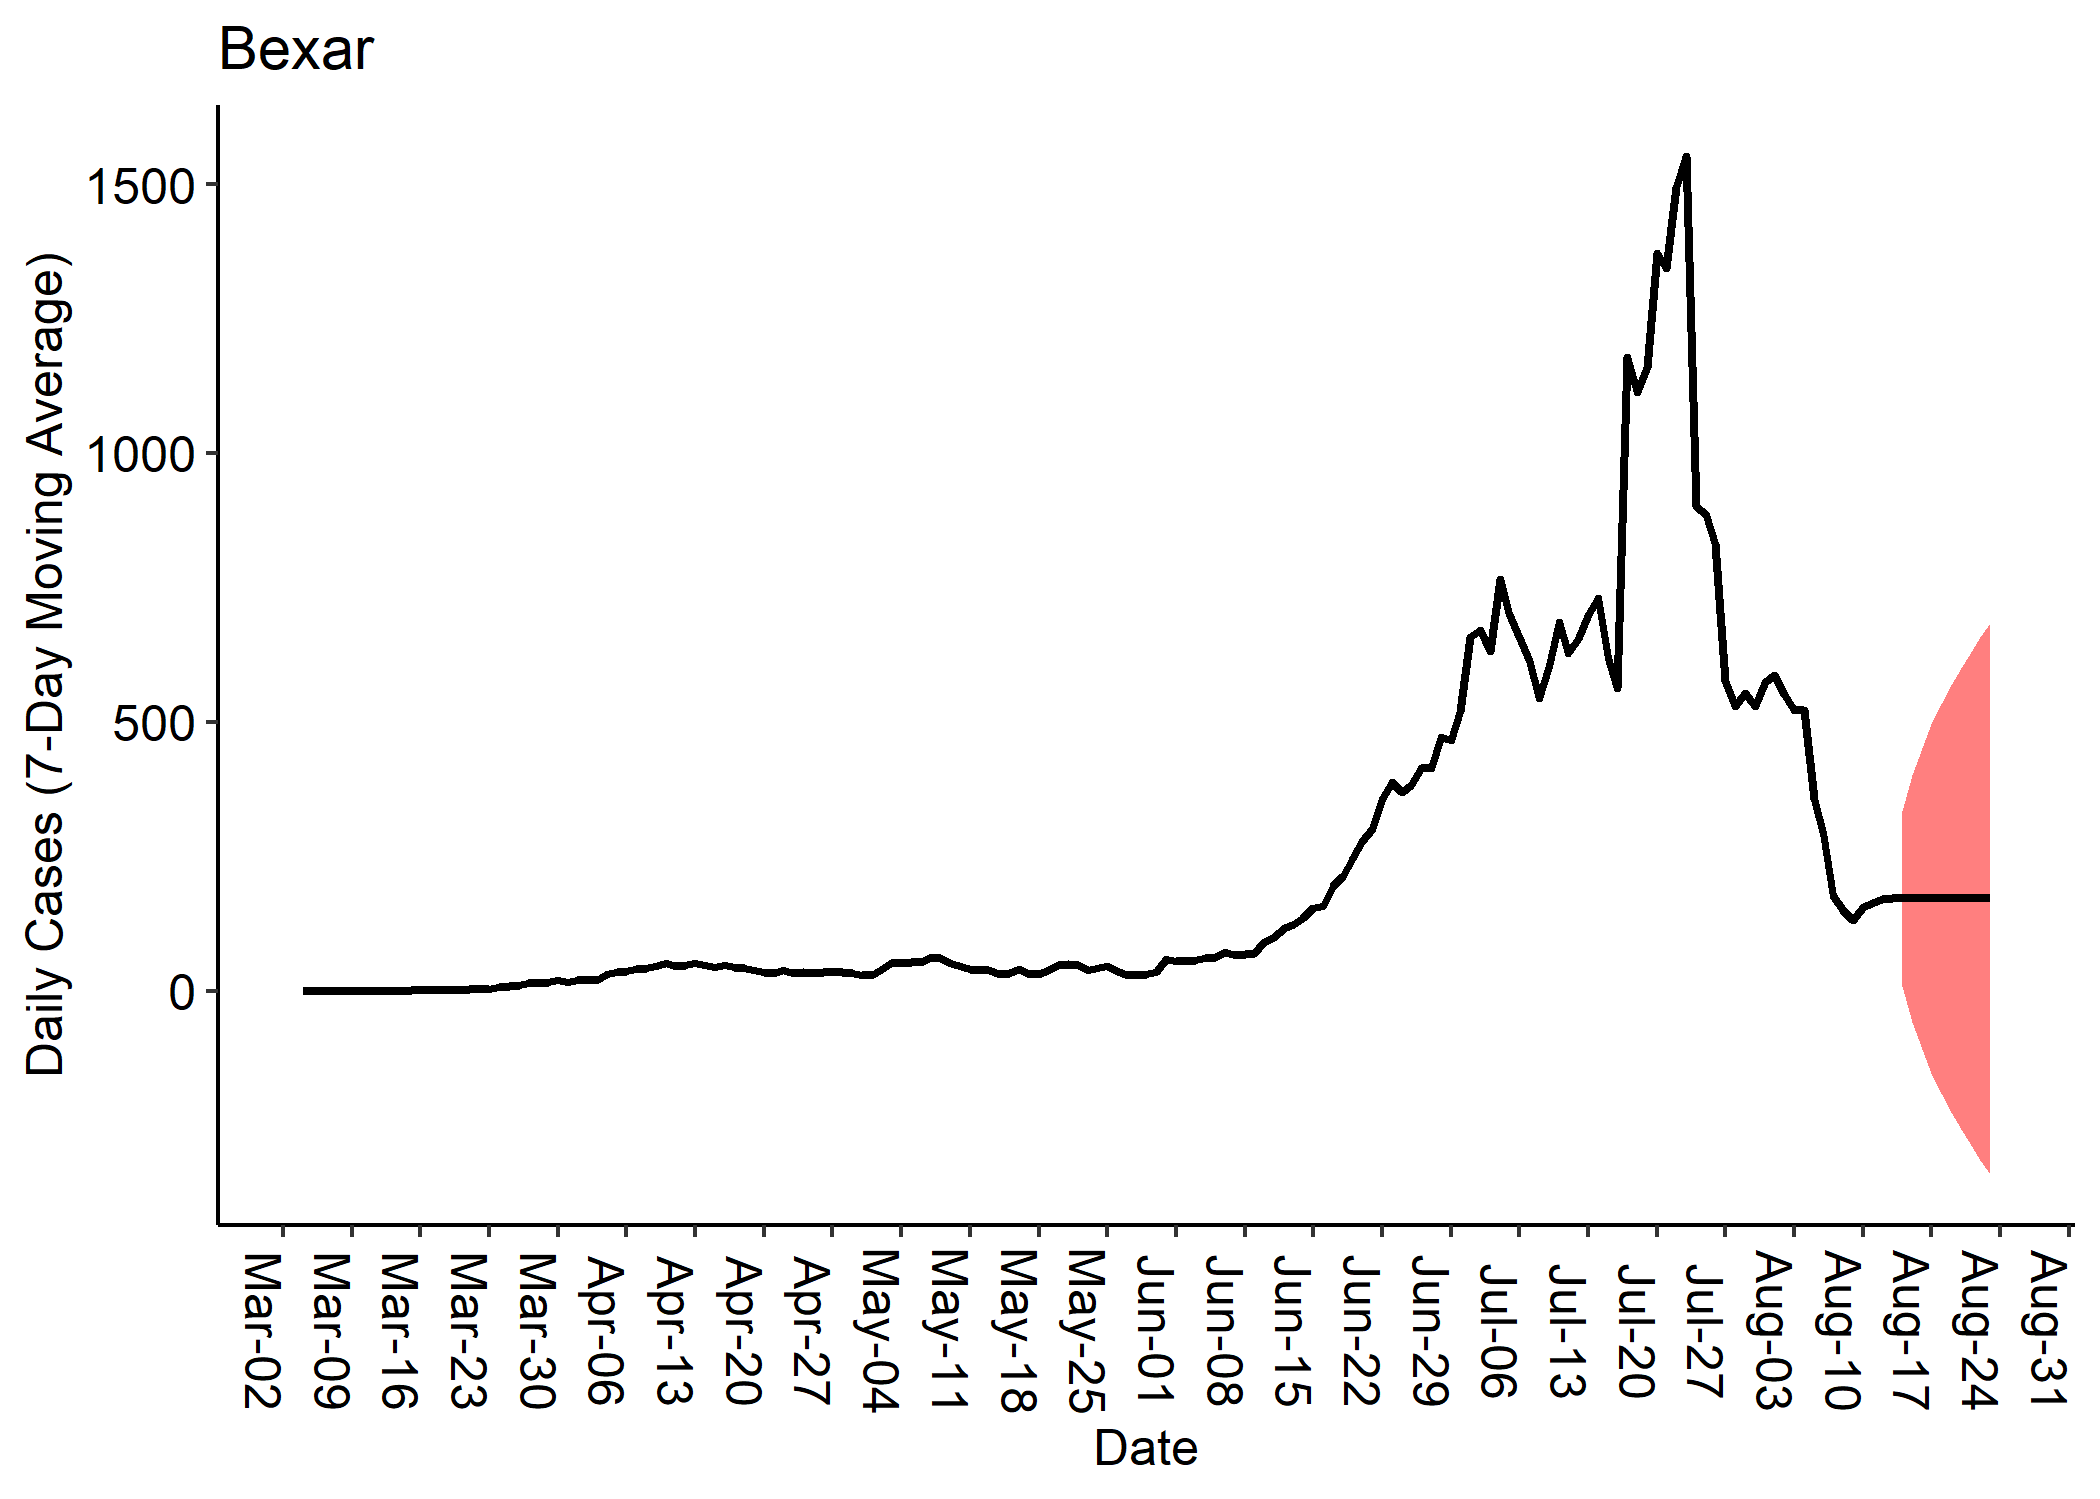 Bexar
Daily Cases (7-Day Moving Average)
1500
1000
500
0
Mar-02
Mar-09
Mar-16
Mar-23
Mar-30
Apr-06
Apr-13
Apr-20
Apr-27
May-04
May-11
May-18
May-25
Jun-01
Jun-08
Jun-15
Jun-22
Jun-29
Jul-06
Jul-13
Jul-20
Jul-27
Aug-03
Aug-10
Aug-17
Aug-24
Aug-31
Date